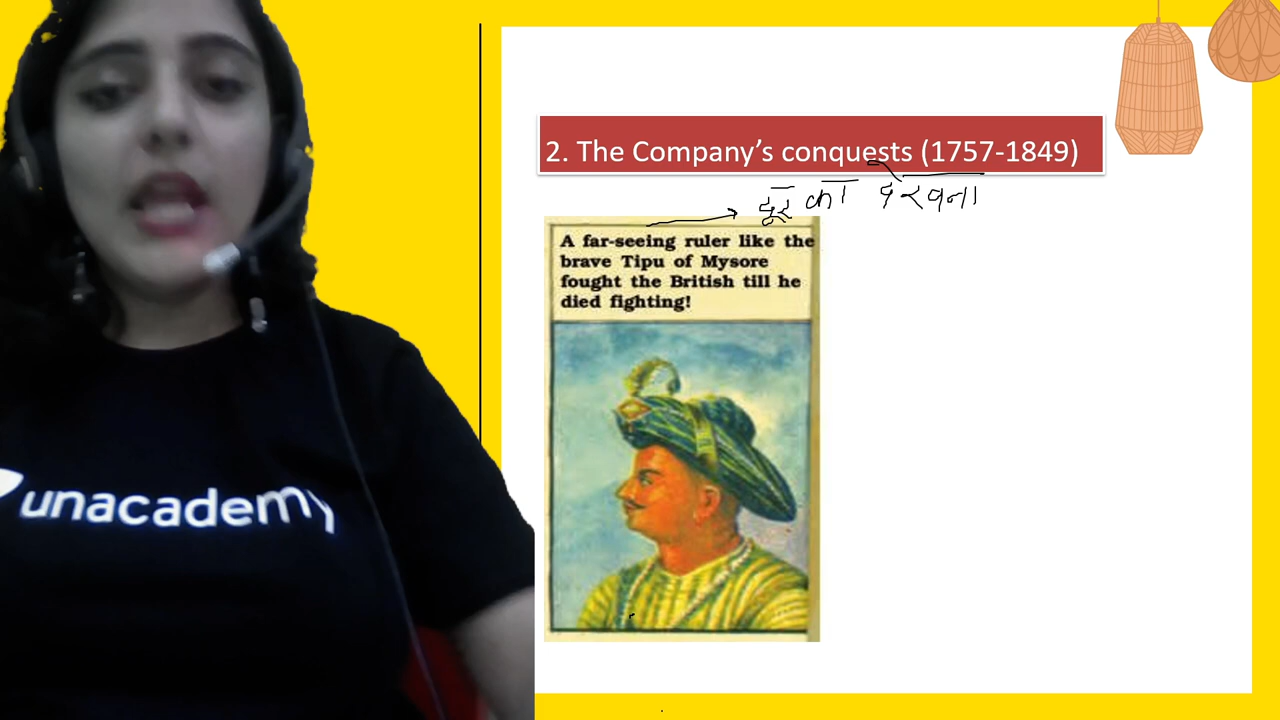 2. The Company’s conquests (1757-1849)
दूर का देखना
A far-seeing ruler like the
brave Tipu of Mysore
fought the British till he
died fighting!
unacademy